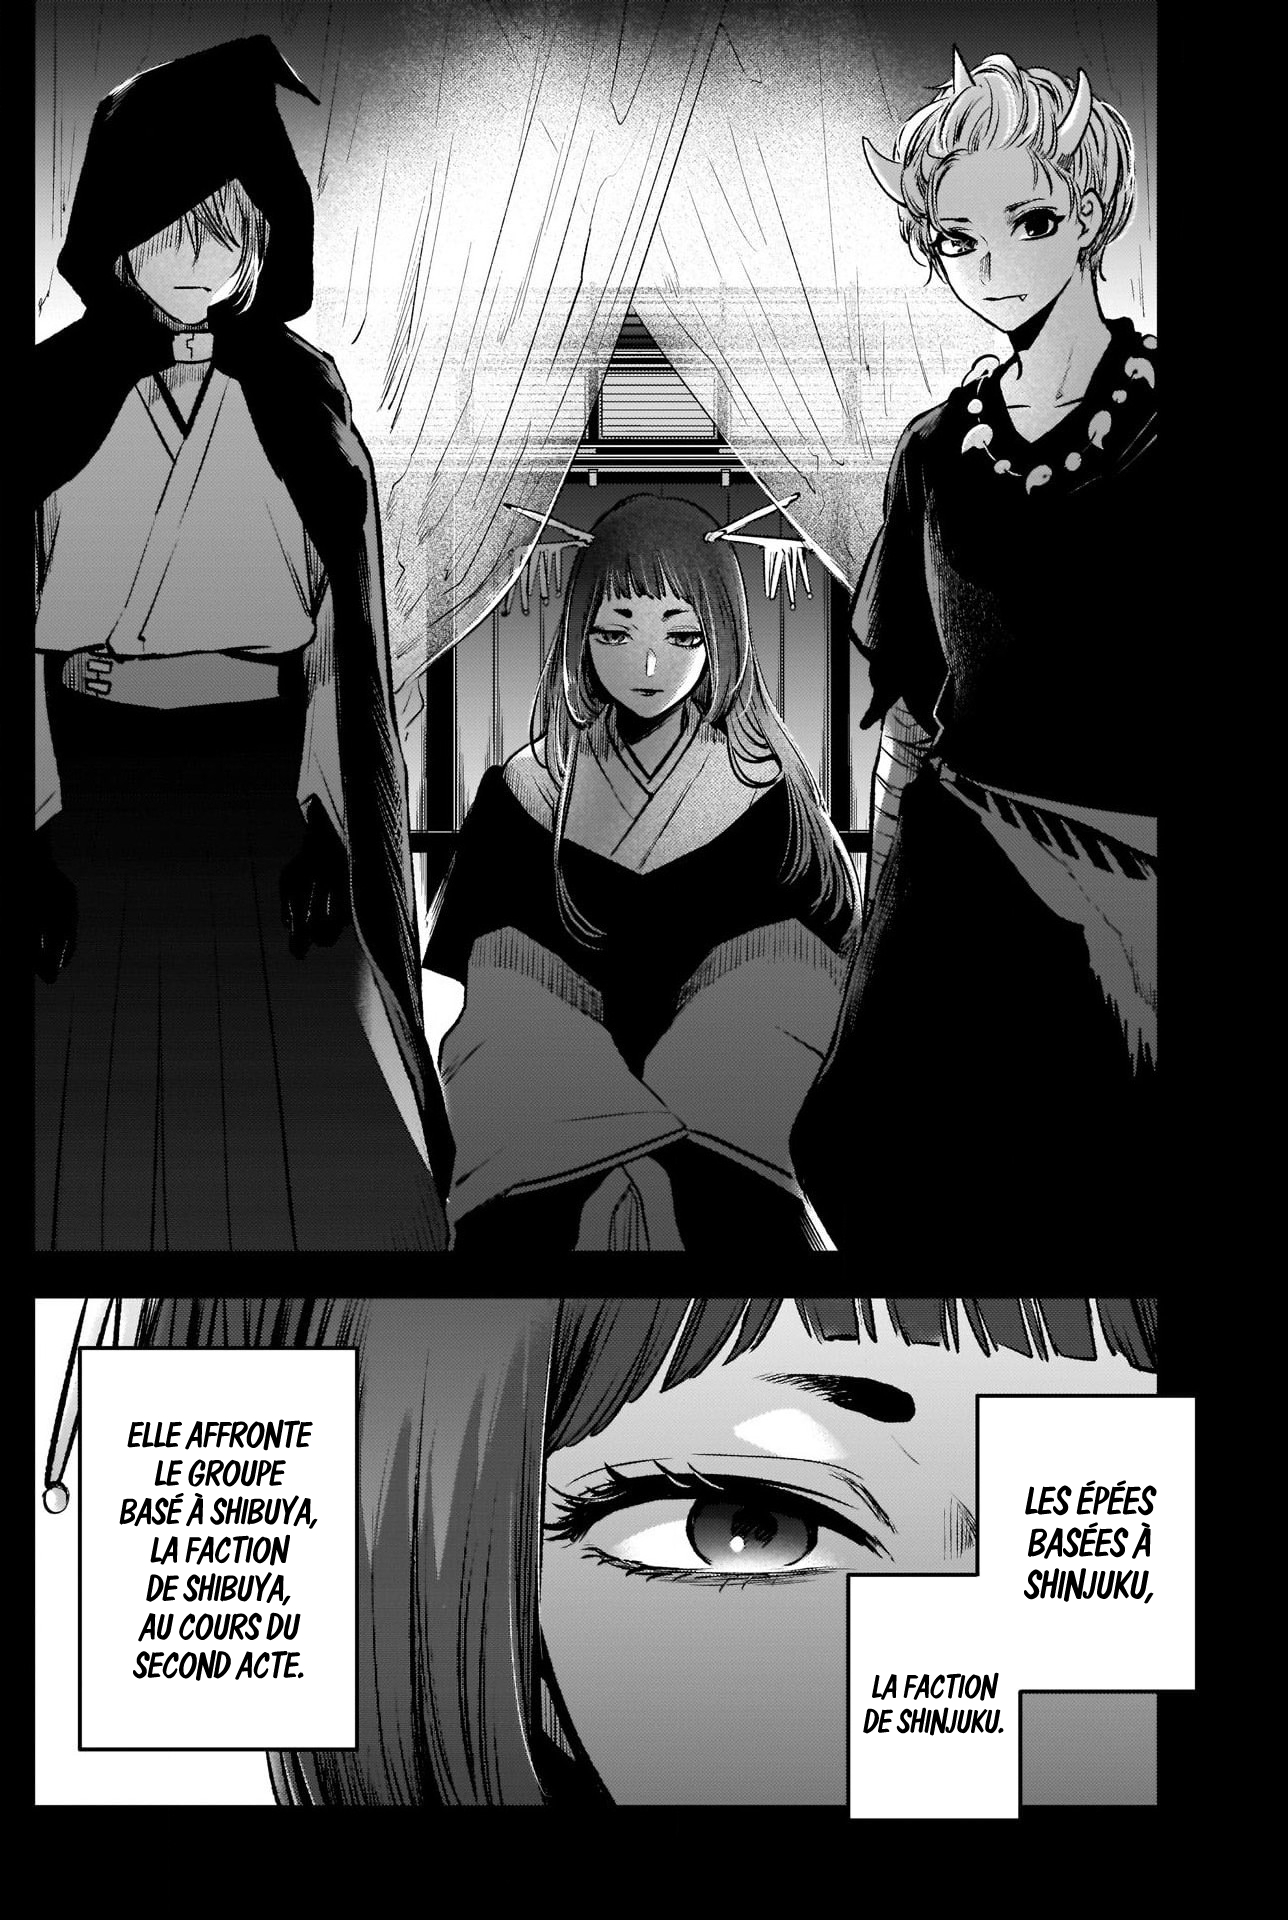 LES ÉPÉES
BASÉES À
SHINJUKU,
LA FACTION
DE SHINJUKU.
ELLE AFFRONTE
LE GROUPE
BASÉ À SHIBUYA,
LA FACTION
DE SHIBUYA,
AU COURS DU
SECOND ACTE.